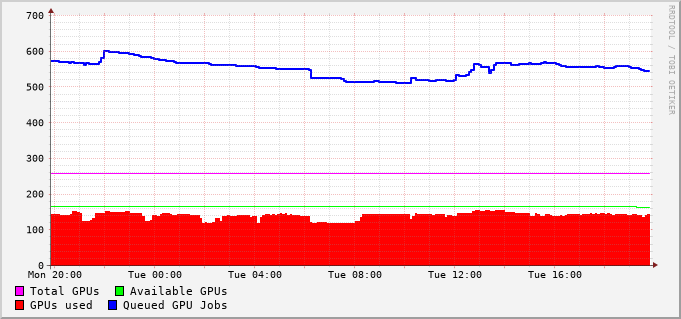 RRDTOOL / TOBI OETIKER
700
600
500
400
300
200
100
0
Mon 20:00 Tue 00:00 Tue 04:00 Tue 08:00 Tue 12:00 Tue 16:00
Total GPUs Available GPUs
GPUs used Queued GPU Jobs